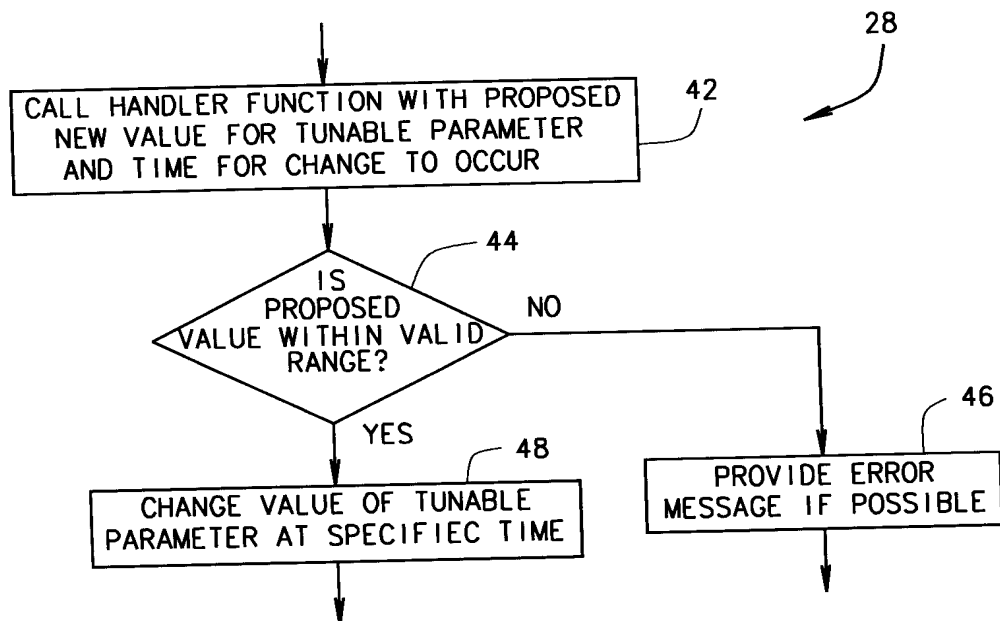 28
CALL HANDLER FUNCTION WITH PROPOSED
NEW VALUE FOR TUNABLE PARAMETER
AND TIME FOR CHANGE TO OCCUR
42
44
IS
PROPOSED
VALUE WITHIN VALID
RANGE?
NO
YES
46
48
PROVIDE ERROR
MESSAGE IF POSSIBLE
CHANGE VALUE OF TUNABLE
PARAMETER AT SPECIFIEC TIME